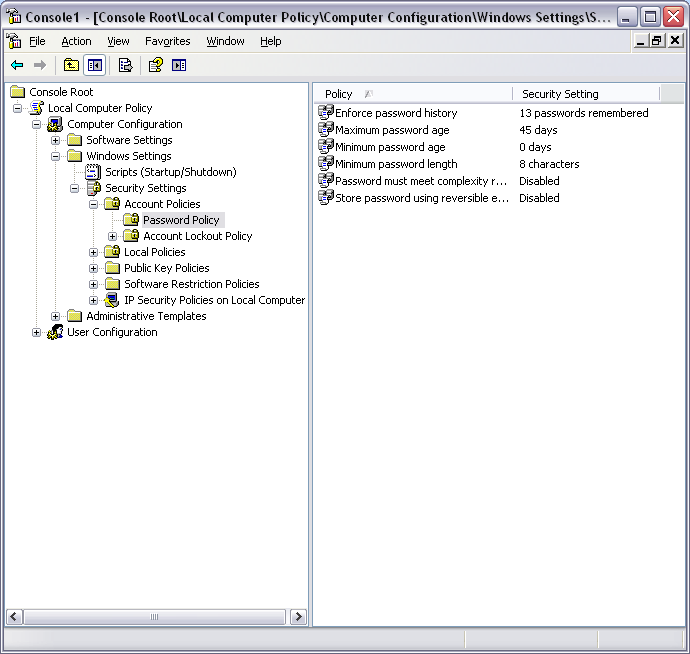 Console1 - [Console Root\Local Computer Policy\Computer Configuration\Windows Settings\S...
File Action View Favorites Window Help
Console Root
Local Computer Policy
Computer Configuration
Software Settings
Windows Settings
Scripts (Startup/Shutdown)
Security Settings
Account Policies
Password Policy
Account Lockout Policy
Local Policies
Public Key Policies
Software Restriction Policies
IP Security Policies on Local Computer
Administrative Templates
User Configuration
Policy Security Setting
Enforce password history 13 passwords remembered
Maximum password age 45 days
Minimum password age 0 days
Minimum password length 8 characters
Password must meet complexity r... Disabled
Store password using reversible e... Disabled